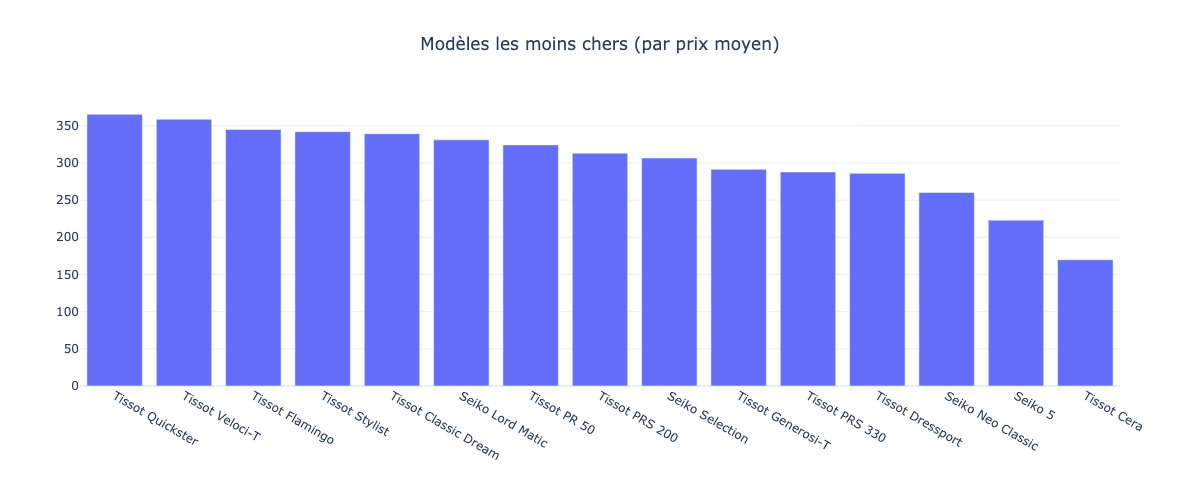 Modèles les moins chers (par prix moyen)
350
300
250
200
150
100
50
0
Tissot Quickster
Tissot Veloci-T
Tissot Flamingo
Tissot Stylist
Tissot Classic Dream
Seiko Lord Matic
Tissot PR 50
Tissot PRS 200
Seiko Selection
Tissot Generosi-T
Tissot PRS 330
Tissot Dressport
Seiko Neo Classic
Seiko 5
Tissot Cera